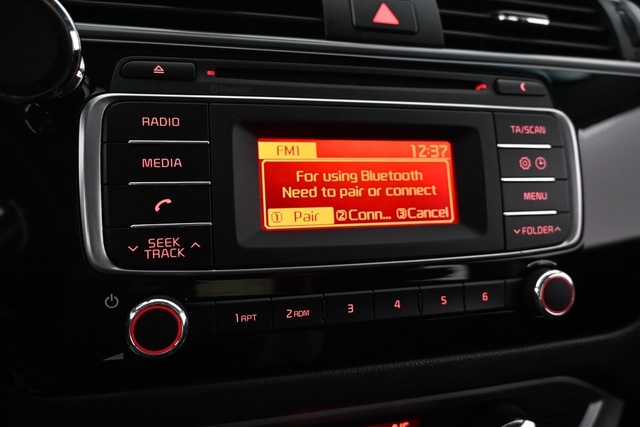 RADIO
MEDIA
SEEK
TRACK
FM1 12:37
For using Bluetooth
Need to pair or connect
1 Pair 2 Conn... 3 Cancel
TA/SCAN
MENU
FOLDER
1 RPT 2 RDM 3 4 5 6